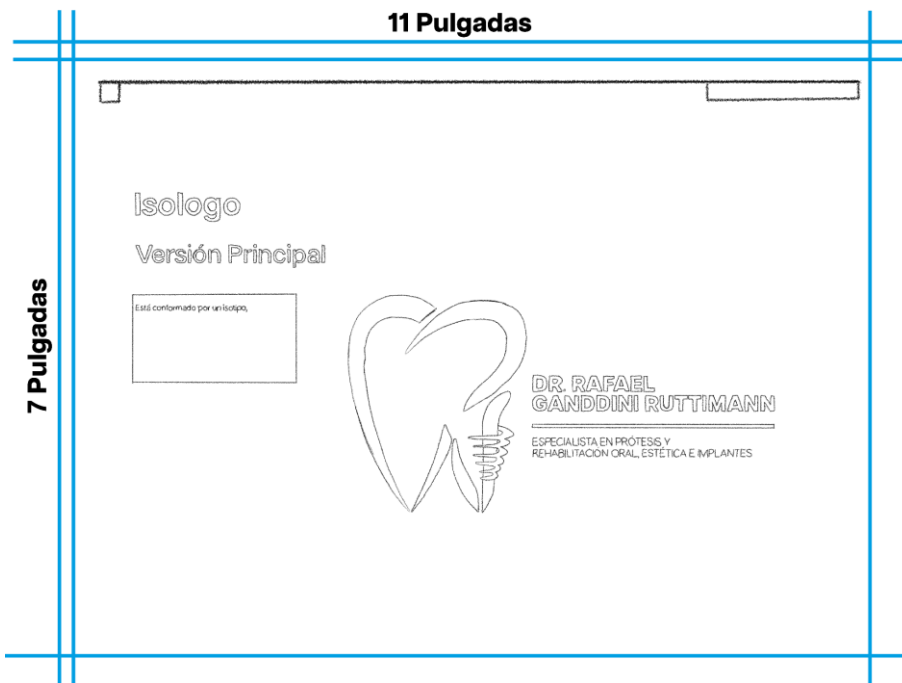 11 Pulgadas
7 Pulgadas
Isologo
Versión Principal
Está conformado por un isotipo,
DR. RAFAEL
GANDDINI RUTTIMANN
ESPECIALISTA EN PRÓTESIS Y
REHABILITACION ORAL, ESTÉTICA E IMPLANTES